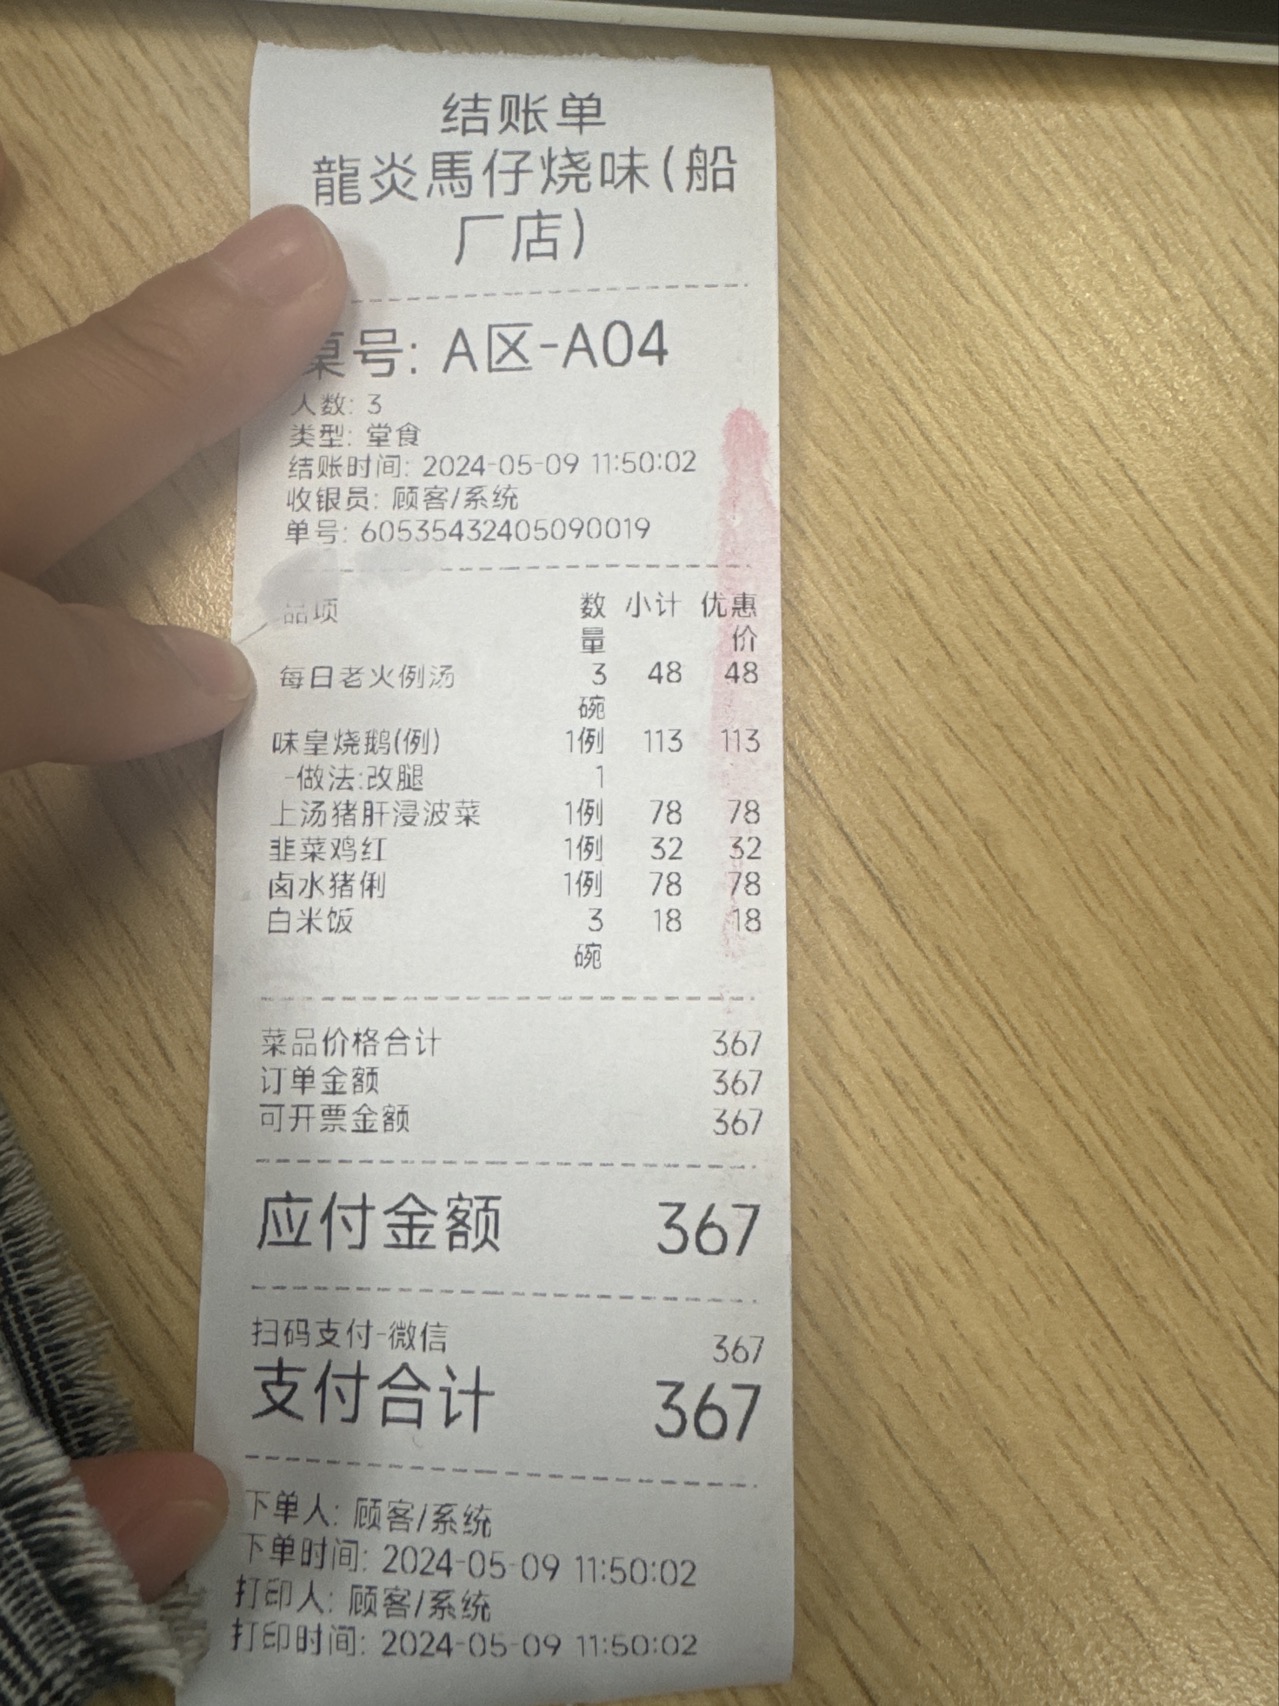 结账单
龍炎馬仔烧味(船
厂店)
桌号: A区-A04
人数: 3
类型: 堂食
结账时间: 2024-05-09 11:50:02
收银员: 顾客/系统
单号: 60535432405090019
品项 数量 小计 优惠价
每日老火例汤 3碗 48 48
味皇烧鹅(例) 1例 113 113
-做法:改腿 1
上汤猪肝浸波菜 1例 78 78
韭菜鸡红 1例 32 32
卤水猪俐 1例 78 78
白米饭 3碗 18 18
菜品价格合计 367
订单金额 367
可开票金额 367
应付金额 367
扫码支付-微信 367
支付合计 367
下单人: 顾客/系统
下单时间: 2024-05-09 11:50:02
打印人: 顾客/系统
打印时间: 2024-05-09 11:50:02